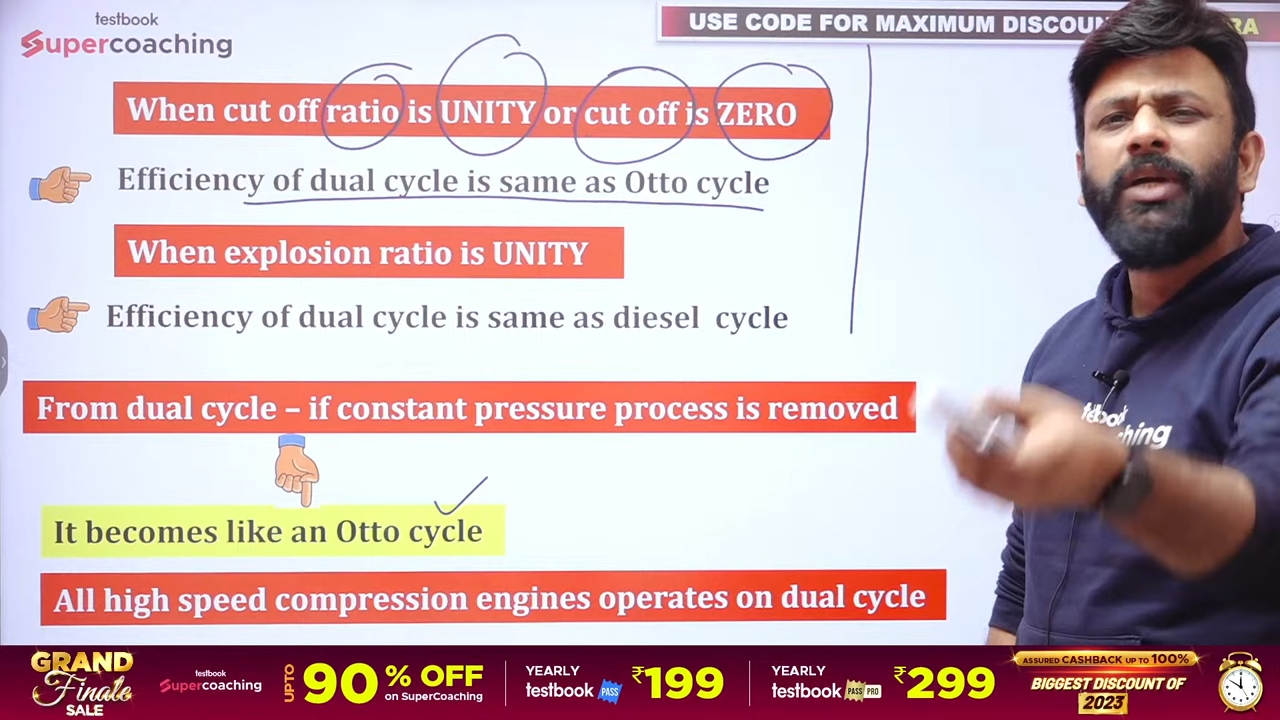 testbook
Supercoaching
USE CODE FOR MAXIMUM DISCOUN
RA
When cut off ratio is UNITY or cut off is ZERO
Efficiency of dual cycle is same as Otto cycle
When explosion ratio is UNITY
Efficiency of dual cycle is same as diesel cycle
From dual cycle – if constant pressure process is removed
It becomes like an Otto cycle
All high speed compression engines operates on dual cycle
GRAND
Finale
SALE
testbook
Supercoaching
UPTO 90% OFF
on SuperCoaching
YEARLY
testbook PASS ₹199
YEARLY
testbook PASS PRO ₹299
ASSURED CASHBACK UP TO 100%
BIGGEST DISCOUNT OF
2023